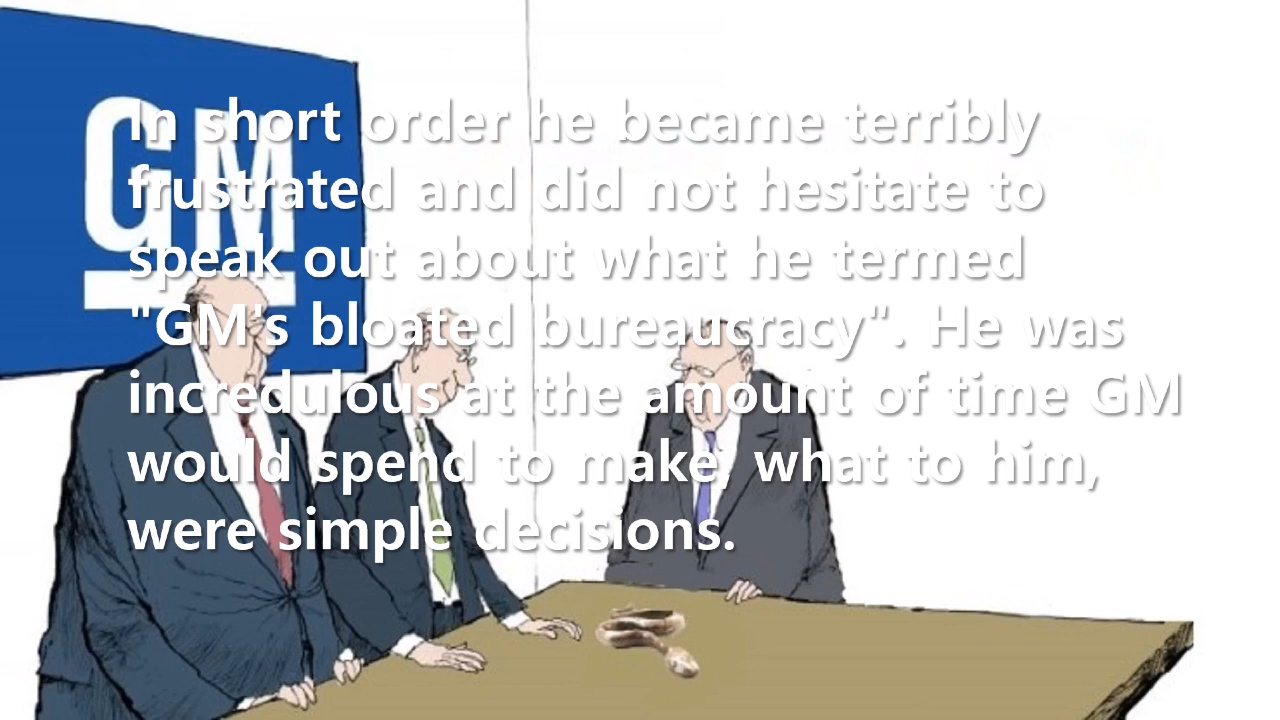 GM
In short order he became terribly
frustrated and did not hesitate to
speak out about what he termed
"GM's bloated bureaucracy". He was
incredulous at the amount of time GM
would spend to make, what to him,
were simple decisions.